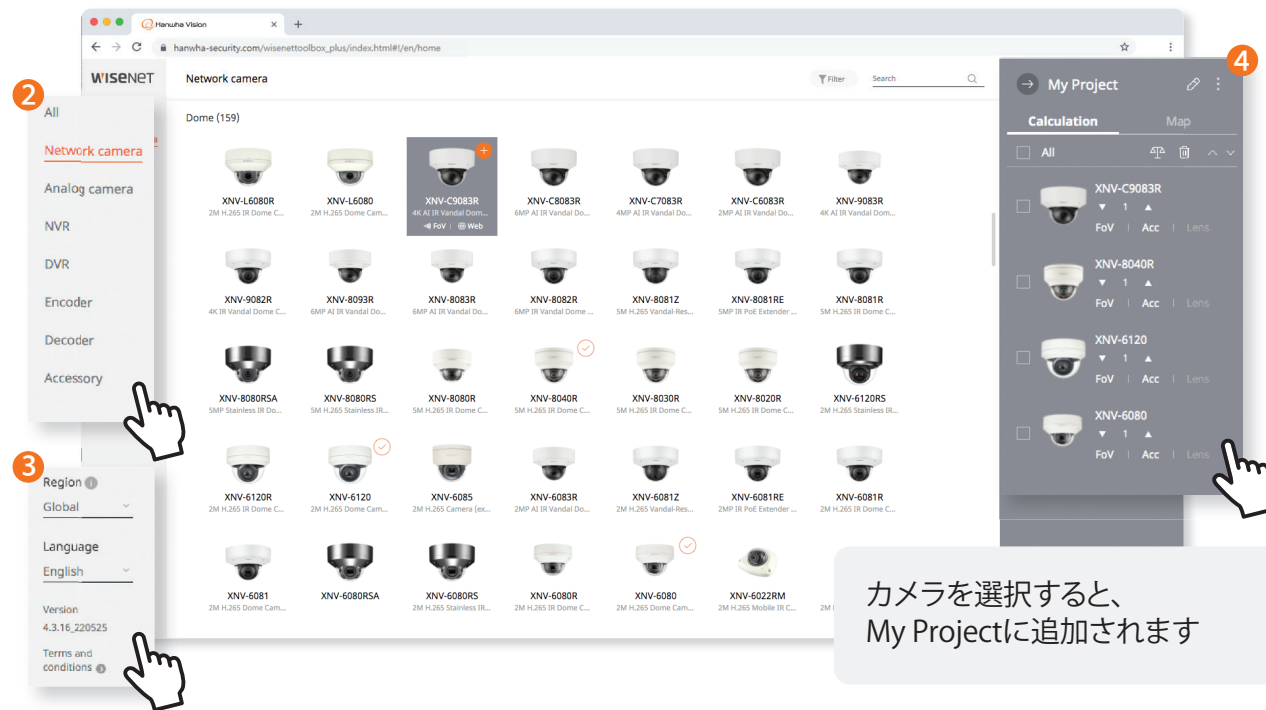 Hanwha Vision
hanwha-security.com/wisenettoolbox_plus/index.html#!/en/home
WISENET
Network camera
Filter
Search
Dome (159)
2
All
Network camera
Analog camera
NVR
DVR
Encoder
Decoder
Accessory
3
Region
Global
Language
English
Version
4.3.16_220525
Terms and
conditions
XNV-L6080R
2M H.265 IR Dome C...
XNV-L6080
2M H.265 Dome Cam...
XNV-C9083R
4K AI IR Vandal Dom...
FoV | Web
XNV-C8083R
6MP AI IR Vandal Do...
XNV-C7083R
4MP AI IR Vandal Do...
XNV-C6083R
2MP AI IR Vandal Do...
XNV-9083R
4K AI IR Vandal Dom...
XNV-9082R
4K IR Vandal Dome C...
XNV-8093R
6MP AI IR Vandal Do...
XNV-8083R
6MP AI IR Vandal Do...
XNV-8082R
6MP IR Vandal Dome ...
XNV-8081Z
5M H.265 Vandal-Res...
XNV-8081RE
5MP IR PoE Extender ...
XNV-8081R
5M H.265 IR Dome C...
XNV-8080RSA
5MP Stainless IR Do...
XNV-8080RS
5M H.265 Stainless IR...
XNV-8080R
5M H.265 IR Dome C...
XNV-8040R
5M H.265 IR Dome C...
XNV-8030R
5M H.265 IR Dome C...
XNV-8020R
5M H.265 IR Dome C...
XNV-6120RS
2M H.265 Stainless IR...
XNV-6120R
2M H.265 IR Dome C...
XNV-6120
2M H.265 Dome Cam...
XNV-6085
2M H.265 Camera (ex...
XNV-6083R
2MP AI IR Vandal Do...
XNV-6081Z
2M H.265 Vandal-Res...
XNV-6081RE
2MP IR PoE Extender ...
XNV-6081R
2M H.265 IR Dome C...
XNV-6081
2M H.265 Dome Cam...
XNV-6080RSA
XNV-6080RS
2M H.265 Stainless IR...
XNV-6080R
2M H.265 IR Dome C...
XNV-6080
2M H.265 Dome Cam...
XNV-6022RM
2M H.265 Mobile IR C...
4
My Project
Calculation
Map
All
XNV-C9083R
1
FoV | Acc | Lens
XNV-8040R
1
FoV | Acc | Lens
XNV-6120
1
FoV | Acc | Lens
XNV-6080
1
FoV | Acc | Lens
カメラを選択すると、
My Projectに追加されます